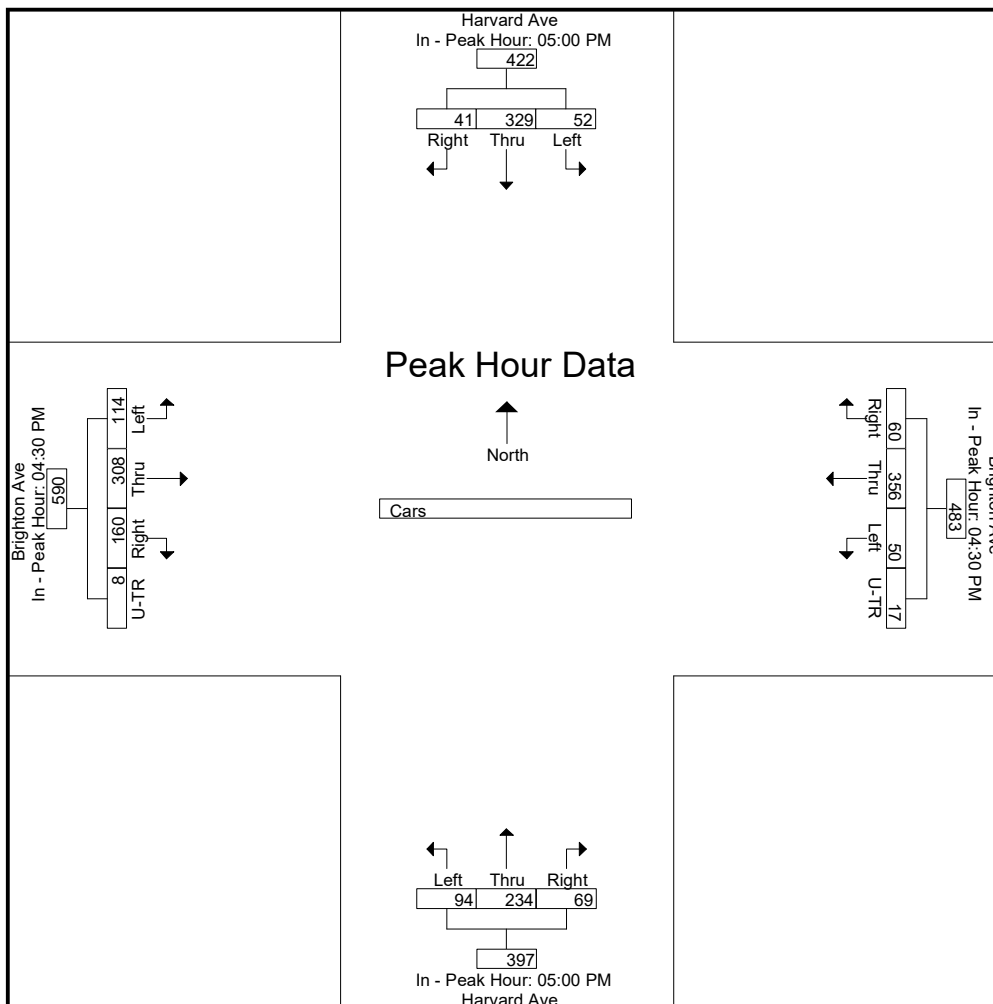 Harvard Ave
In - Peak Hour: 05:00 PM
422
41 329 52
Right Thru Left
Peak Hour Data
North
Cars
Brighton Ave
In - Peak Hour: 04:30 PM
590
114 308 160 8
Left Thru Right U-TR
In - Peak Hour: 04:30 PM
483
60 356 50 17
Right Thru Left U-TR
Left Thru Right
94 234 69
397
In - Peak Hour: 05:00 PM
Harvard Ave